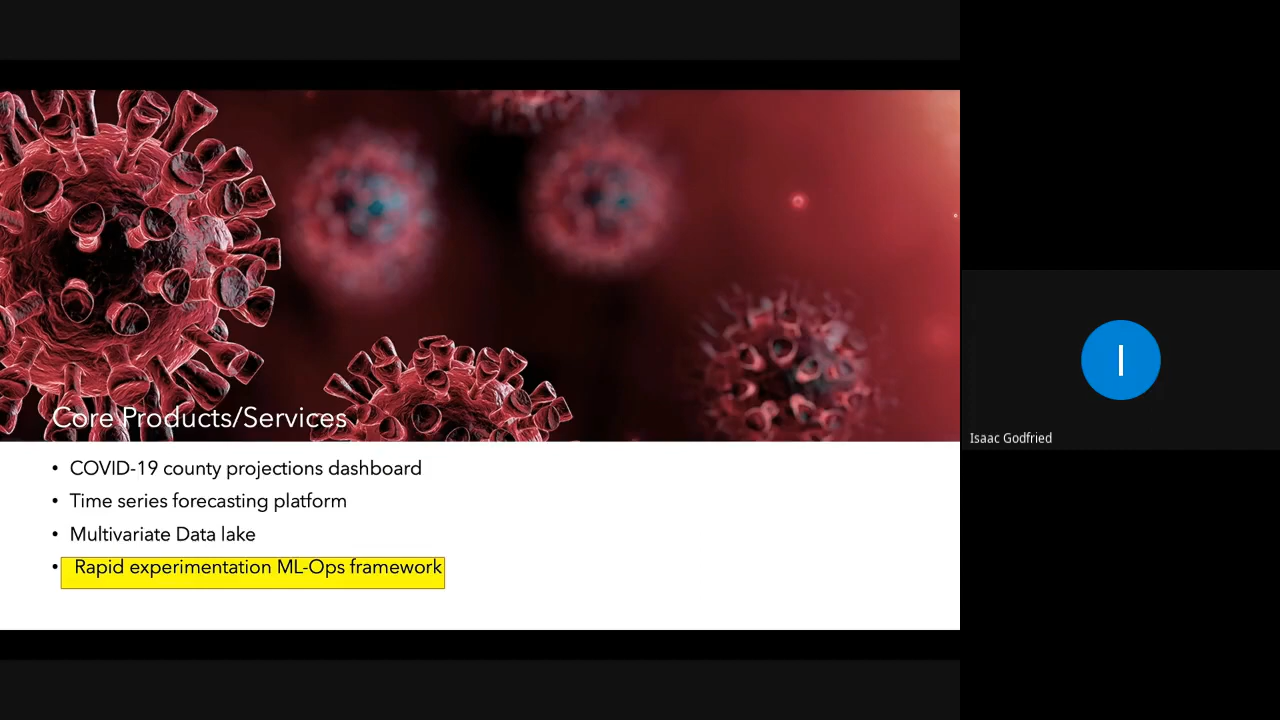 Core Products/Services
• COVID-19 county projections dashboard
• Time series forecasting platform
• Multivariate Data lake
• Rapid experimentation ML-Ops framework
I
Isaac Godfried